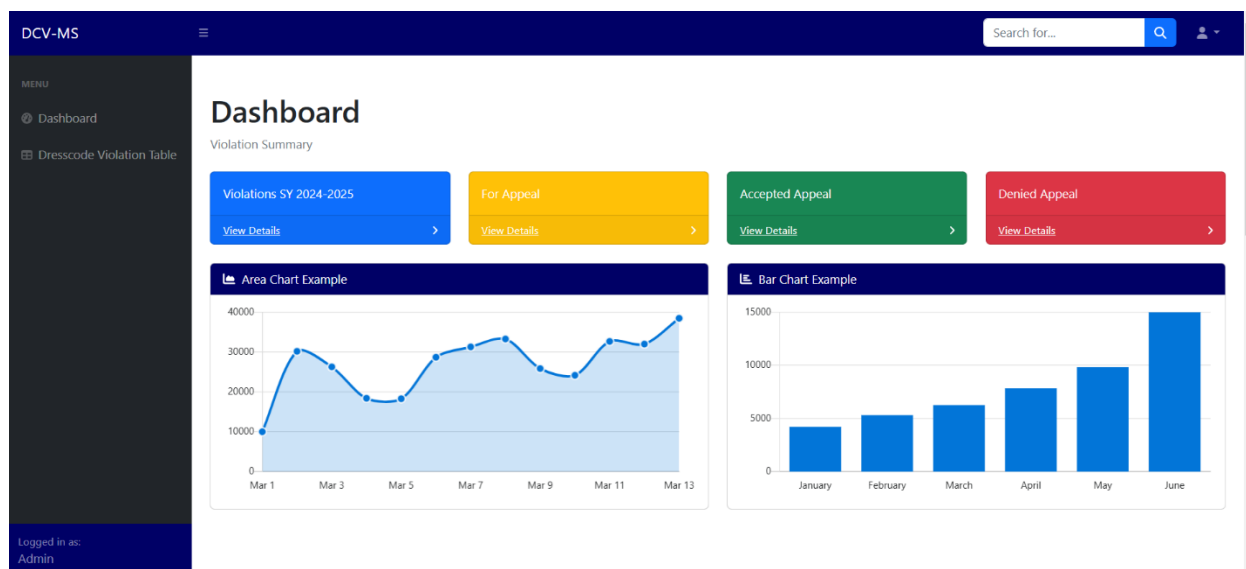 DCV-MS
Search for...
MENU
Dashboard
Dresscode Violation Table
Logged in as:
Admin
Dashboard
Violation Summary
Violations SY 2024-2025
View Details
For Appeal
View Details
Accepted Appeal
View Details
Denied Appeal
View Details
Area Chart Example
40000
30000
20000
10000
0
Mar 1 Mar 3 Mar 5 Mar 7 Mar 9 Mar 11 Mar 13
Bar Chart Example
15000
10000
5000
0
January February March April May June